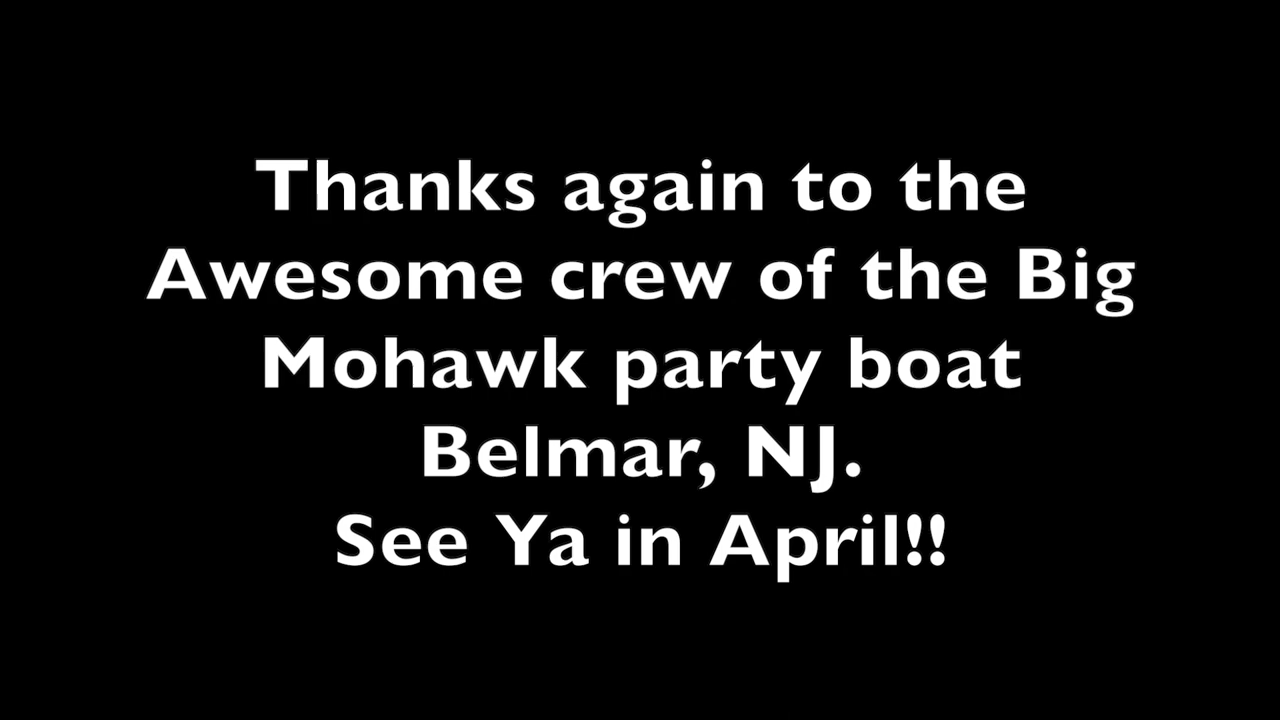 Thanks again to the
Awesome crew of the Big
Mohawk party boat
Belmar, NJ.
See Ya in April!!